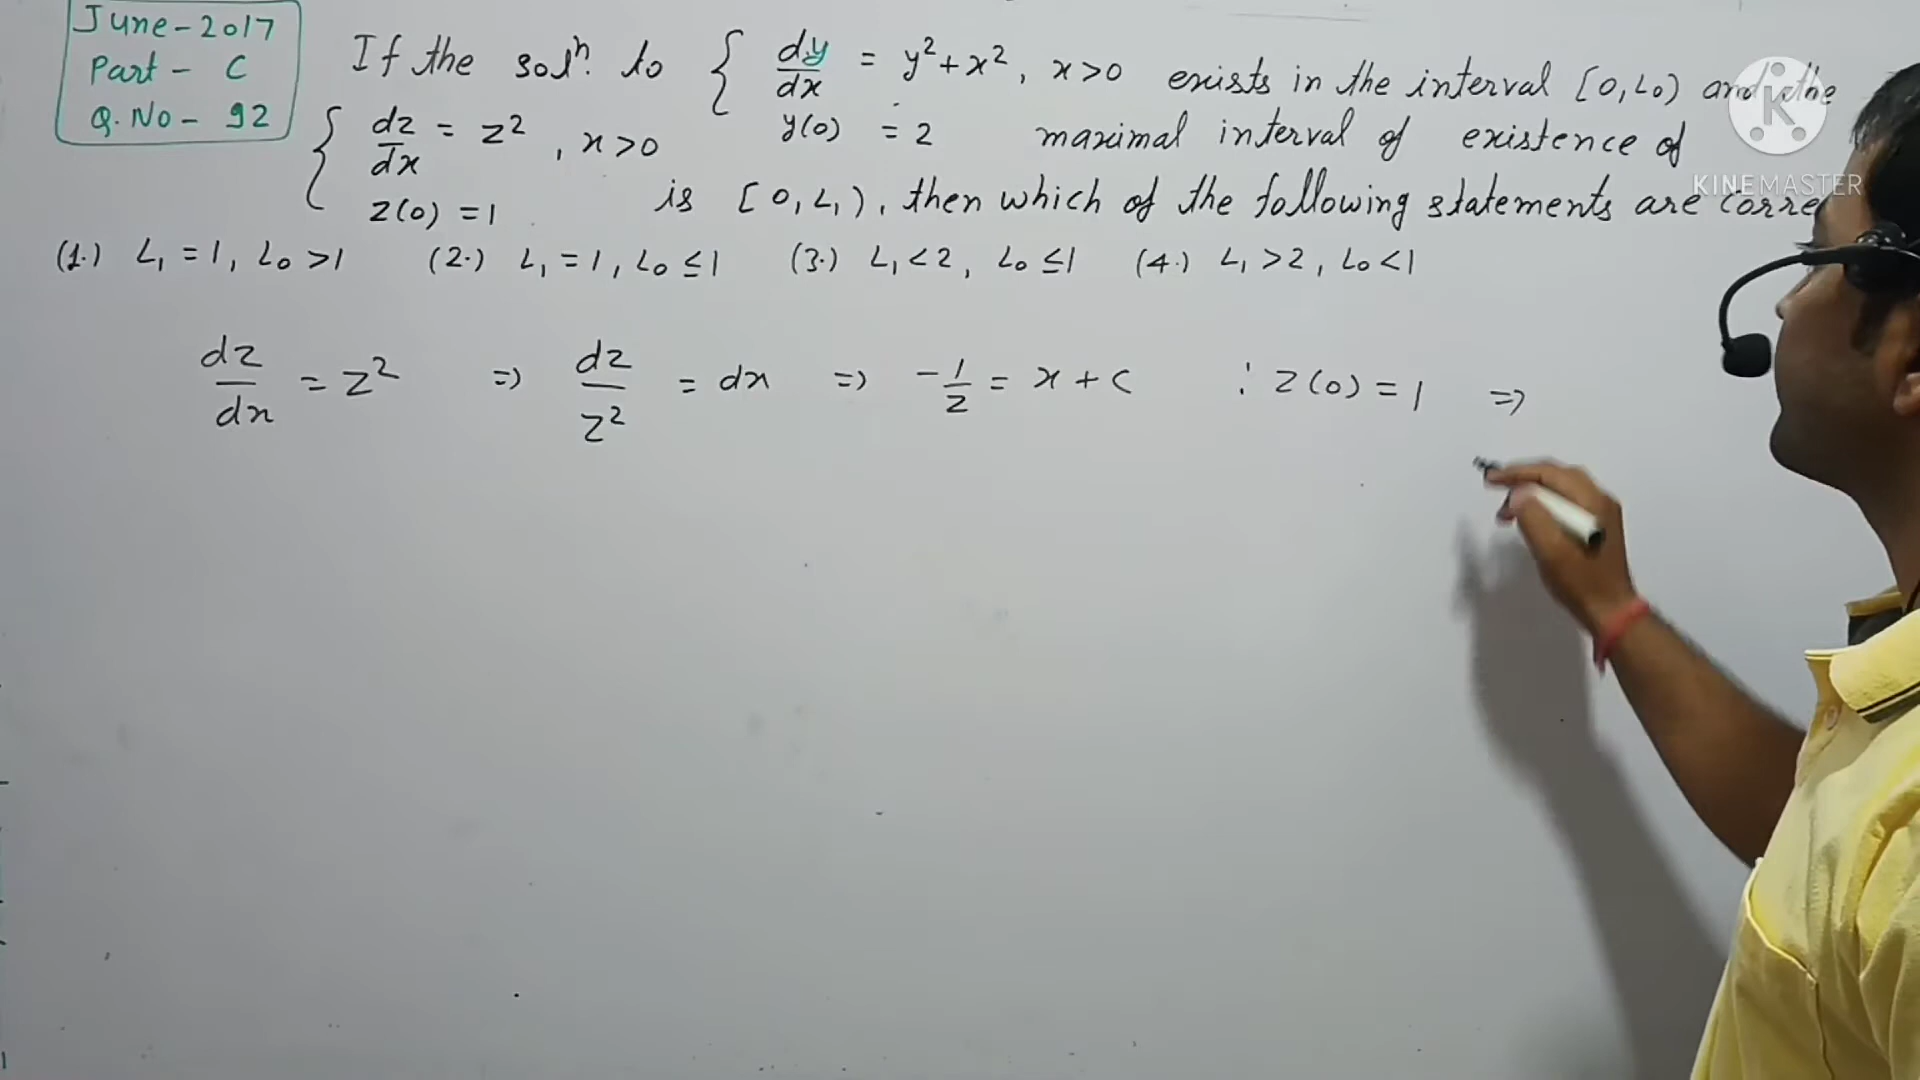 June-2017
Part - C
Q.No - 92
If the solⁿ. to { dy/dx = y²+x², x>0 exists in the interval [0,L₀) and the
y(0) = 2 maximal interval of existence of
{ dz/dx = z², x>0
z(0) = 1 is [0,L₁), then which of the following statements are corre
(1.) L₁ = 1, L₀ >1 (2.) L₁ = 1, L₀ ≤ 1 (3.) L₁ < 2, L₀ ≤ 1 (4.) L₁ > 2, L₀ < 1
dz/dx = z² ⇒ dz/z² = dx ⇒ -1/z = x + c ∵ z(0) = 1 ⇒
K
KINEMASTER